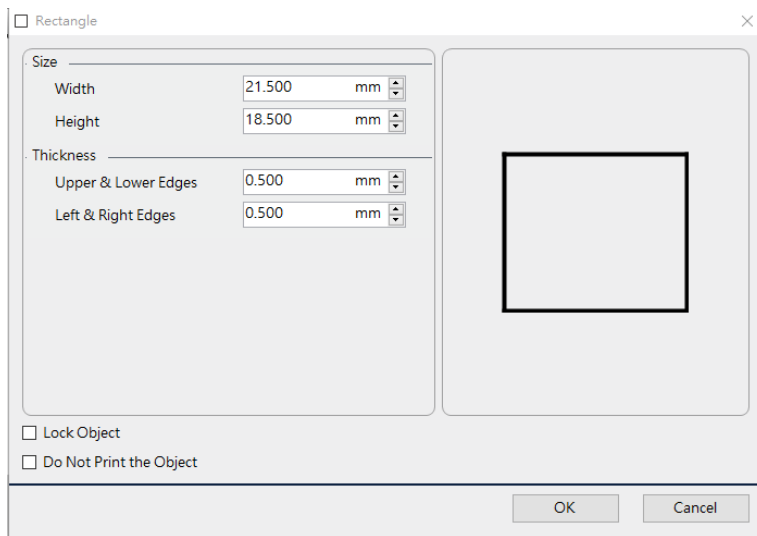 Rectangle
Size
Width 21.500 mm
Height 18.500 mm
Thickness
Upper & Lower Edges 0.500 mm
Left & Right Edges 0.500 mm
Lock Object
Do Not Print the Object
OK Cancel